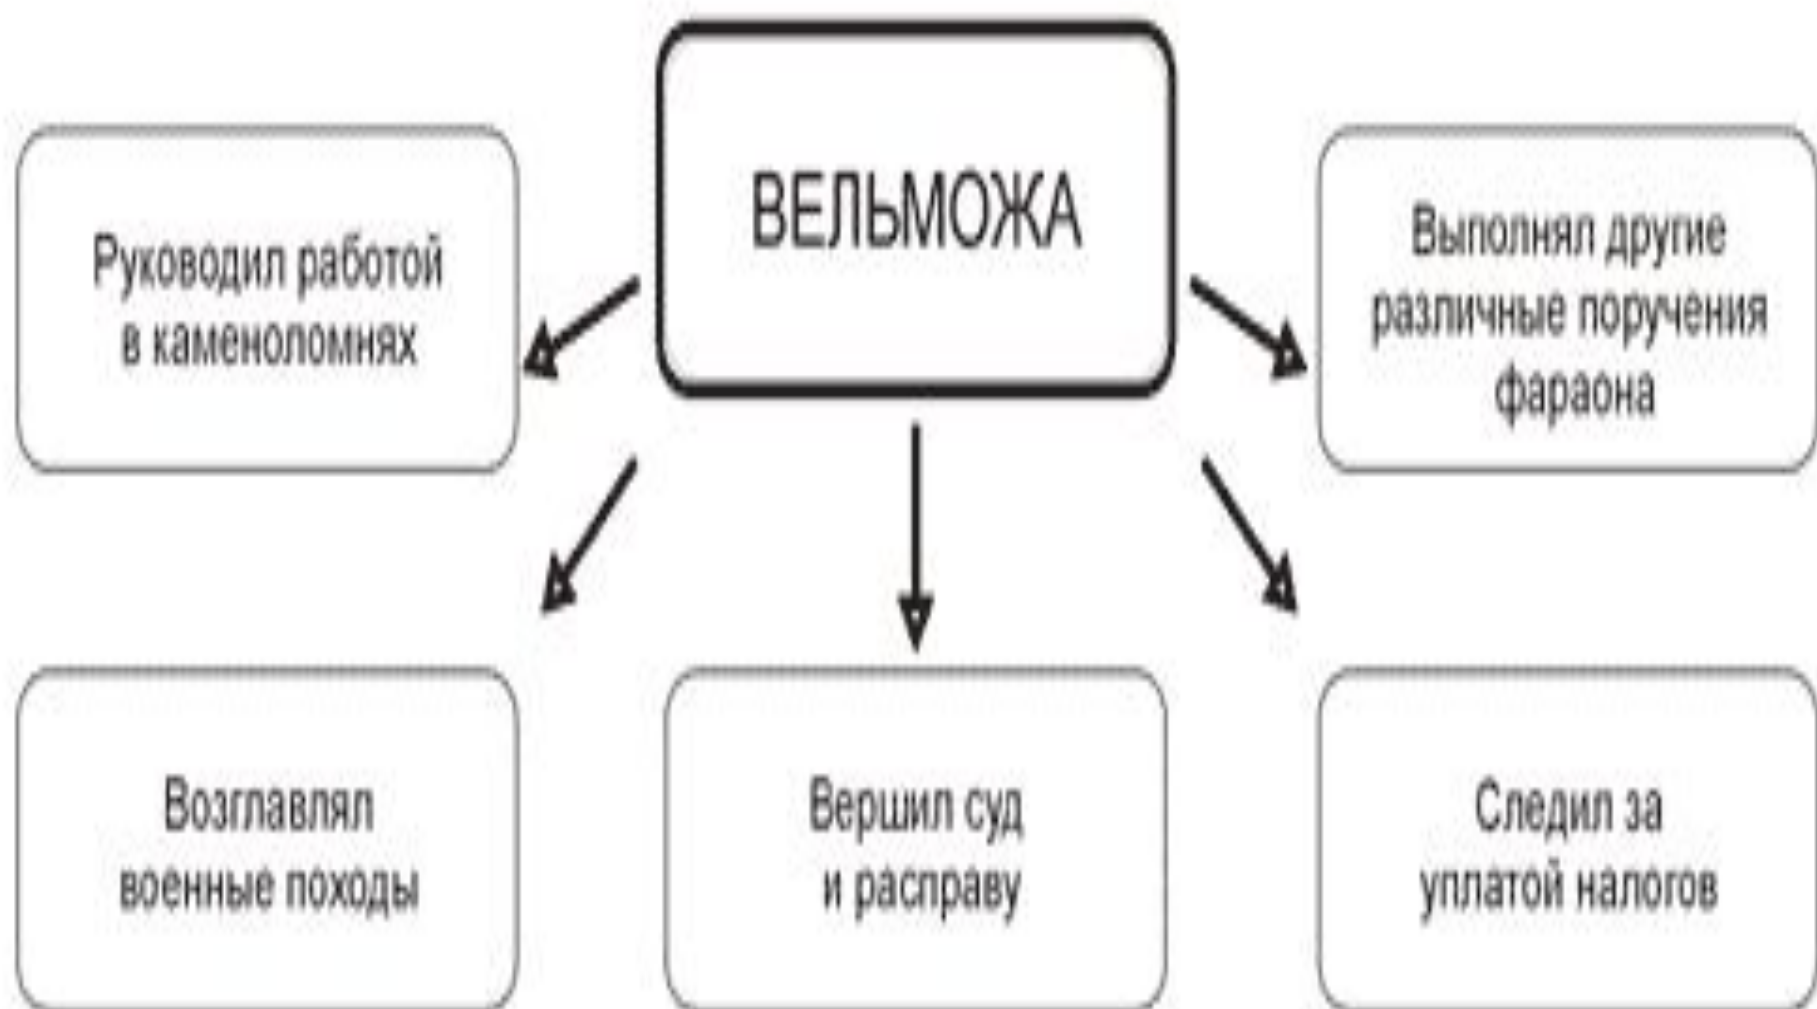 ВЕЛЬМОЖА
Руководил работой
в каменоломнях
Выполнял другие
различные поручения
фараона
Возглавлял
военные походы
Вершил суд
и расправу
Следил за
уплатой налогов